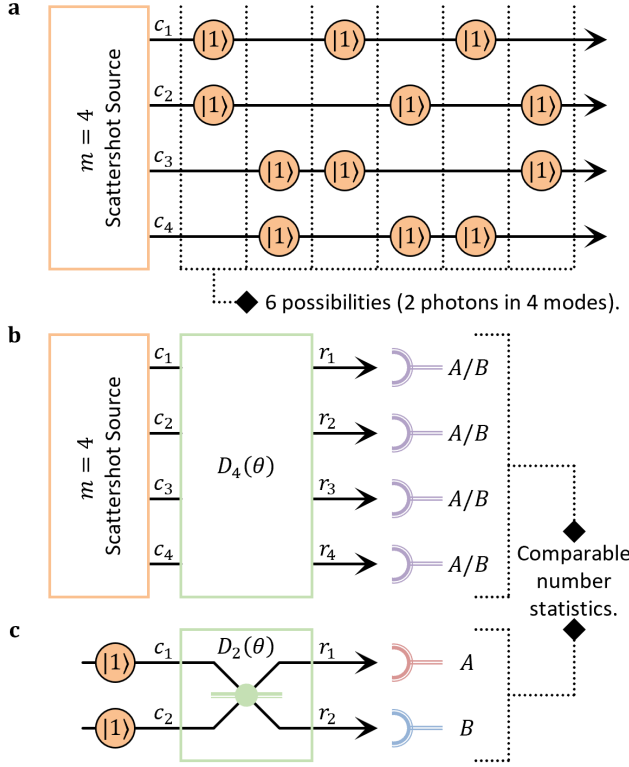 a
m = 4
Scattershot Source
c₁ |1⟩ |1⟩ |1⟩
c₂ |1⟩ |1⟩ |1⟩
c₃ |1⟩ |1⟩ |1⟩
c₄ |1⟩ |1⟩ |1⟩
6 possibilities (2 photons in 4 modes).
b
m = 4
Scattershot Source
c₁ r₁ A/B
c₂ r₂ A/B
D₄(θ)
c₃ r₃ A/B
c₄ r₄ A/B
Comparable
number
statistics.
c
D₂(θ)
|1⟩ c₁ r₁ A
|1⟩ c₂ r₂ B